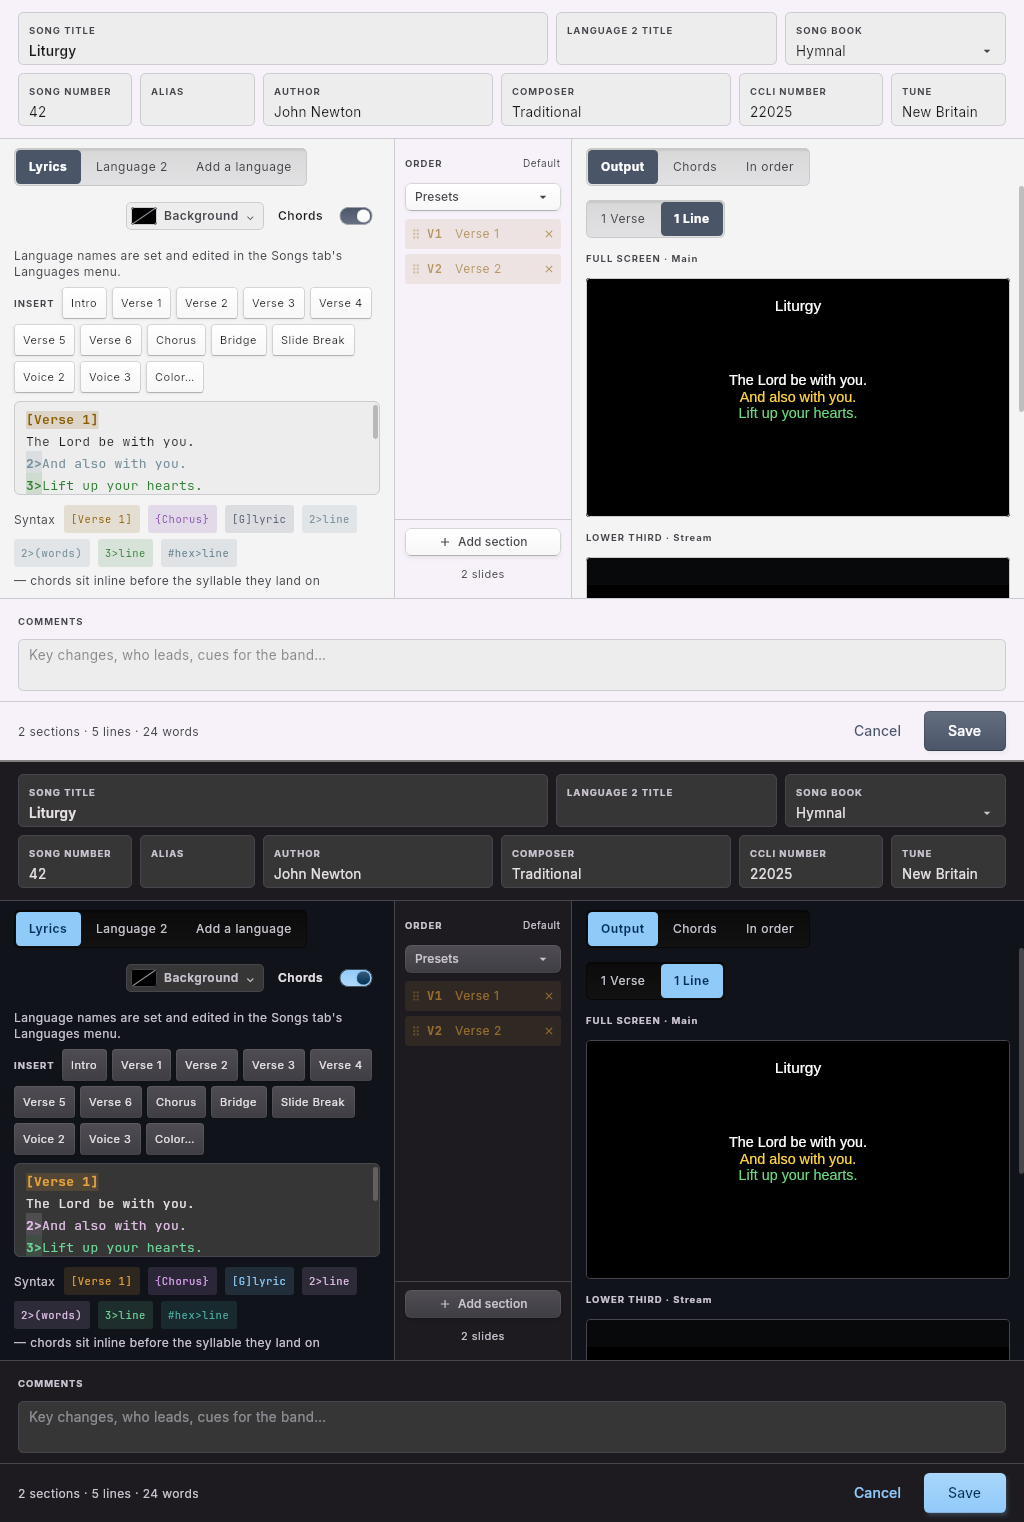 SONG TITLE
Liturgy
LANGUAGE 2 TITLE
SONG BOOK
Hymnal
SONG NUMBER
42
ALIAS
AUTHOR
John Newton
COMPOSER
Traditional
CCLI NUMBER
22025
TUNE
New Britain
Lyrics
Language 2
Add a language
Background
Chords
Language names are set and edited in the Songs tab's
Languages menu.
INSERT
Intro
Verse 1
Verse 2
Verse 3
Verse 4
Verse 5
Verse 6
Chorus
Bridge
Slide Break
Voice 2
Voice 3
Color...
[Verse 1]
The Lord be with you.
2>And also with you.
3>Lift up your hearts.
Syntax
[Verse 1]
{Chorus}
[G]lyric
2>line
2>(words)
3>line
#hex>line
— chords sit inline before the syllable they land on
ORDER
Default
Presets
V1 Verse 1 ×
V2 Verse 2 ×
+ Add section
2 slides
Output
Chords
In order
1 Verse
1 Line
FULL SCREEN · Main
Liturgy
The Lord be with you.
And also with you.
Lift up your hearts.
LOWER THIRD · Stream
COMMENTS
Key changes, who leads, cues for the band...
2 sections · 5 lines · 24 words
Cancel
Save
SONG TITLE
Liturgy
LANGUAGE 2 TITLE
SONG BOOK
Hymnal
SONG NUMBER
42
ALIAS
AUTHOR
John Newton
COMPOSER
Traditional
CCLI NUMBER
22025
TUNE
New Britain
Lyrics
Language 2
Add a language
Background
Chords
Language names are set and edited in the Songs tab's
Languages menu.
INSERT
Intro
Verse 1
Verse 2
Verse 3
Verse 4
Verse 5
Verse 6
Chorus
Bridge
Slide Break
Voice 2
Voice 3
Color...
[Verse 1]
The Lord be with you.
2>And also with you.
3>Lift up your hearts.
Syntax
[Verse 1]
{Chorus}
[G]lyric
2>line
2>(words)
3>line
#hex>line
— chords sit inline before the syllable they land on
ORDER
Default
Presets
V1 Verse 1 ×
V2 Verse 2 ×
+ Add section
2 slides
Output
Chords
In order
1 Verse
1 Line
FULL SCREEN · Main
Liturgy
The Lord be with you.
And also with you.
Lift up your hearts.
LOWER THIRD · Stream
COMMENTS
Key changes, who leads, cues for the band...
2 sections · 5 lines · 24 words
Cancel
Save